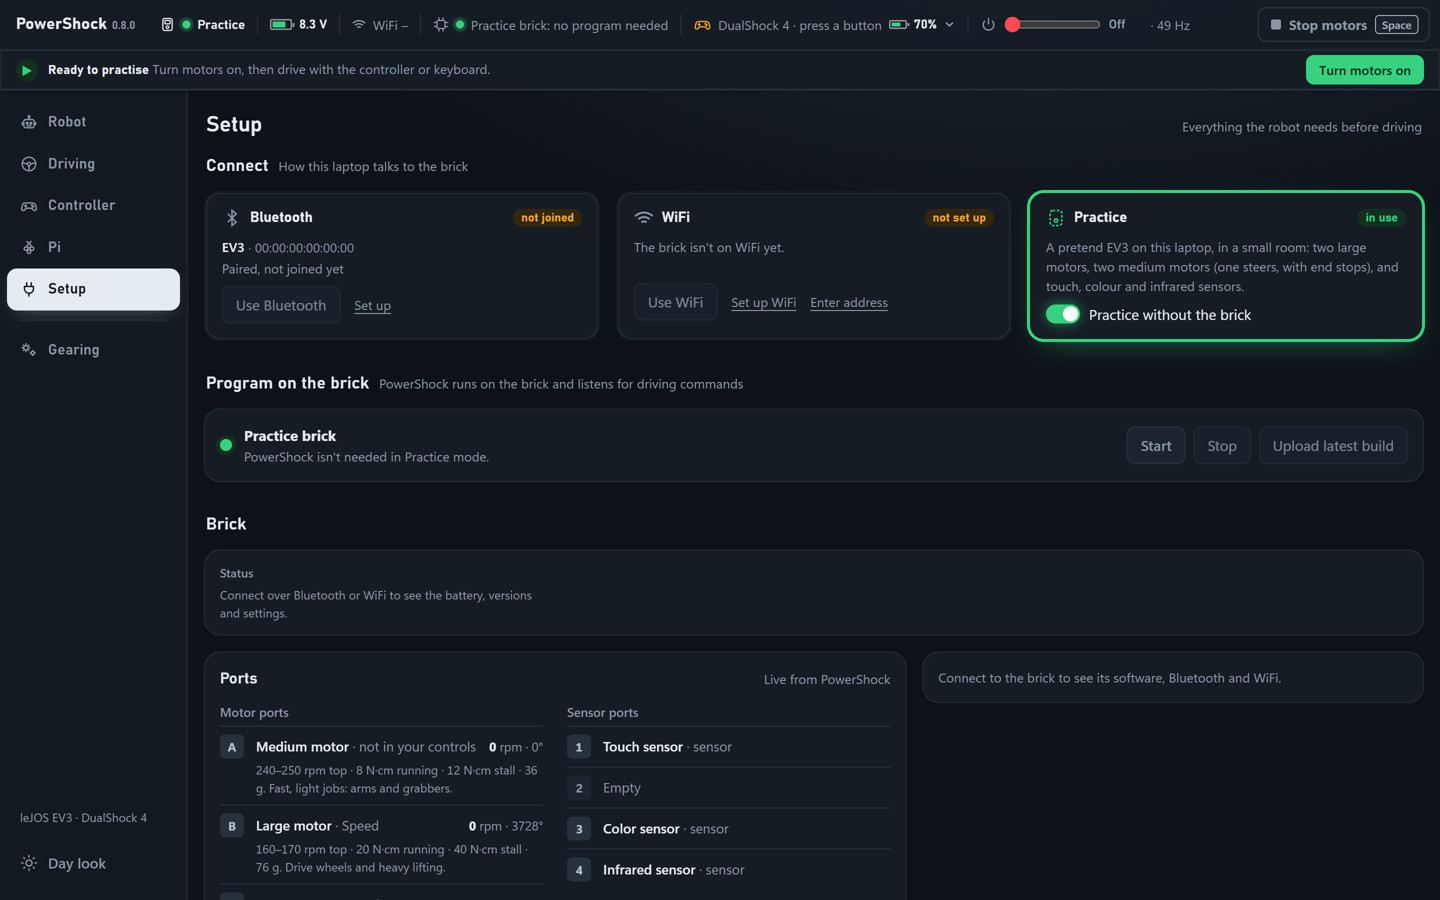 PowerShock 0.8.0
Practice
8.3 V
WiFi –
Practice brick: no program needed
DualShock 4 · press a button
70%
Off
· 49 Hz
Stop motors Space
Ready to practise Turn motors on, then drive with the controller or keyboard.
Turn motors on
Robot
Driving
Controller
Pi
Setup
Gearing
leJOS EV3 · DualShock 4
Day look
Setup
Everything the robot needs before driving
Connect How this laptop talks to the brick
Bluetooth
not joined
EV3 · 00:00:00:00:00:00
Paired, not joined yet
Use Bluetooth
Set up
WiFi
not set up
The brick isn't on WiFi yet.
Use WiFi
Set up WiFi
Enter address
Practice
in use
A pretend EV3 on this laptop, in a small room: two large
motors, two medium motors (one steers, with end stops), and
touch, colour and infrared sensors.
Practice without the brick
Program on the brick PowerShock runs on the brick and listens for driving commands
Practice brick
PowerShock isn't needed in Practice mode.
Start
Stop
Upload latest build
Brick
Status
Connect over Bluetooth or WiFi to see the battery, versions
and settings.
Ports
Live from PowerShock
Motor ports
A Medium motor · not in your controls 0 rpm · 0°
240–250 rpm top · 8 N·cm running · 12 N·cm stall · 36
g. Fast, light jobs: arms and grabbers.
B Large motor · Speed 0 rpm · 3728°
160–170 rpm top · 20 N·cm running · 40 N·cm stall ·
76 g. Drive wheels and heavy lifting.
Sensor ports
1 Touch sensor · sensor
2 Empty
3 Color sensor · sensor
4 Infrared sensor · sensor
Connect to the brick to see its software, Bluetooth and WiFi.